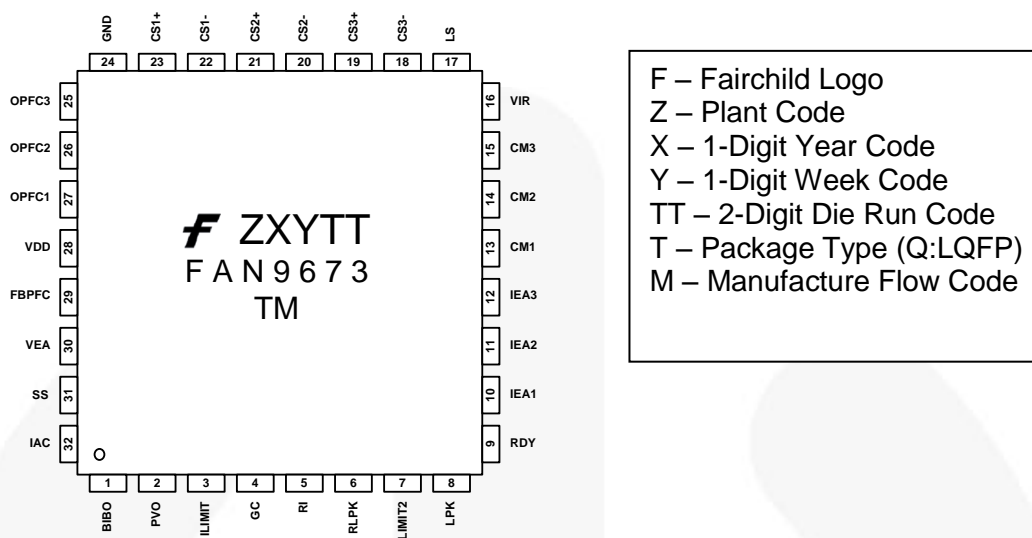 GND CS1+ CS1- CS2+ CS2- CS3+ CS3- LS
24 23 22 21 20 19 18 17
OPFC3 25
OPFC2 26
OPFC1 27
VDD 28
FBPFC 29
VEA 30
SS 31
IAC 32
ZXYTT
FAN9673
TM
16 VIR
15 CM3
14 CM2
13 CM1
12 IEA3
11 IEA2
10 IEA1
9 RDY
1 2 3 4 5 6 7 8
BIBO PVO ILIMIT GC RI RLPK LIMIT2 LPK
F – Fairchild Logo
Z – Plant Code
X – 1-Digit Year Code
Y – 1-Digit Week Code
TT – 2-Digit Die Run Code
T – Package Type (Q:LQFP)
M – Manufacture Flow Code